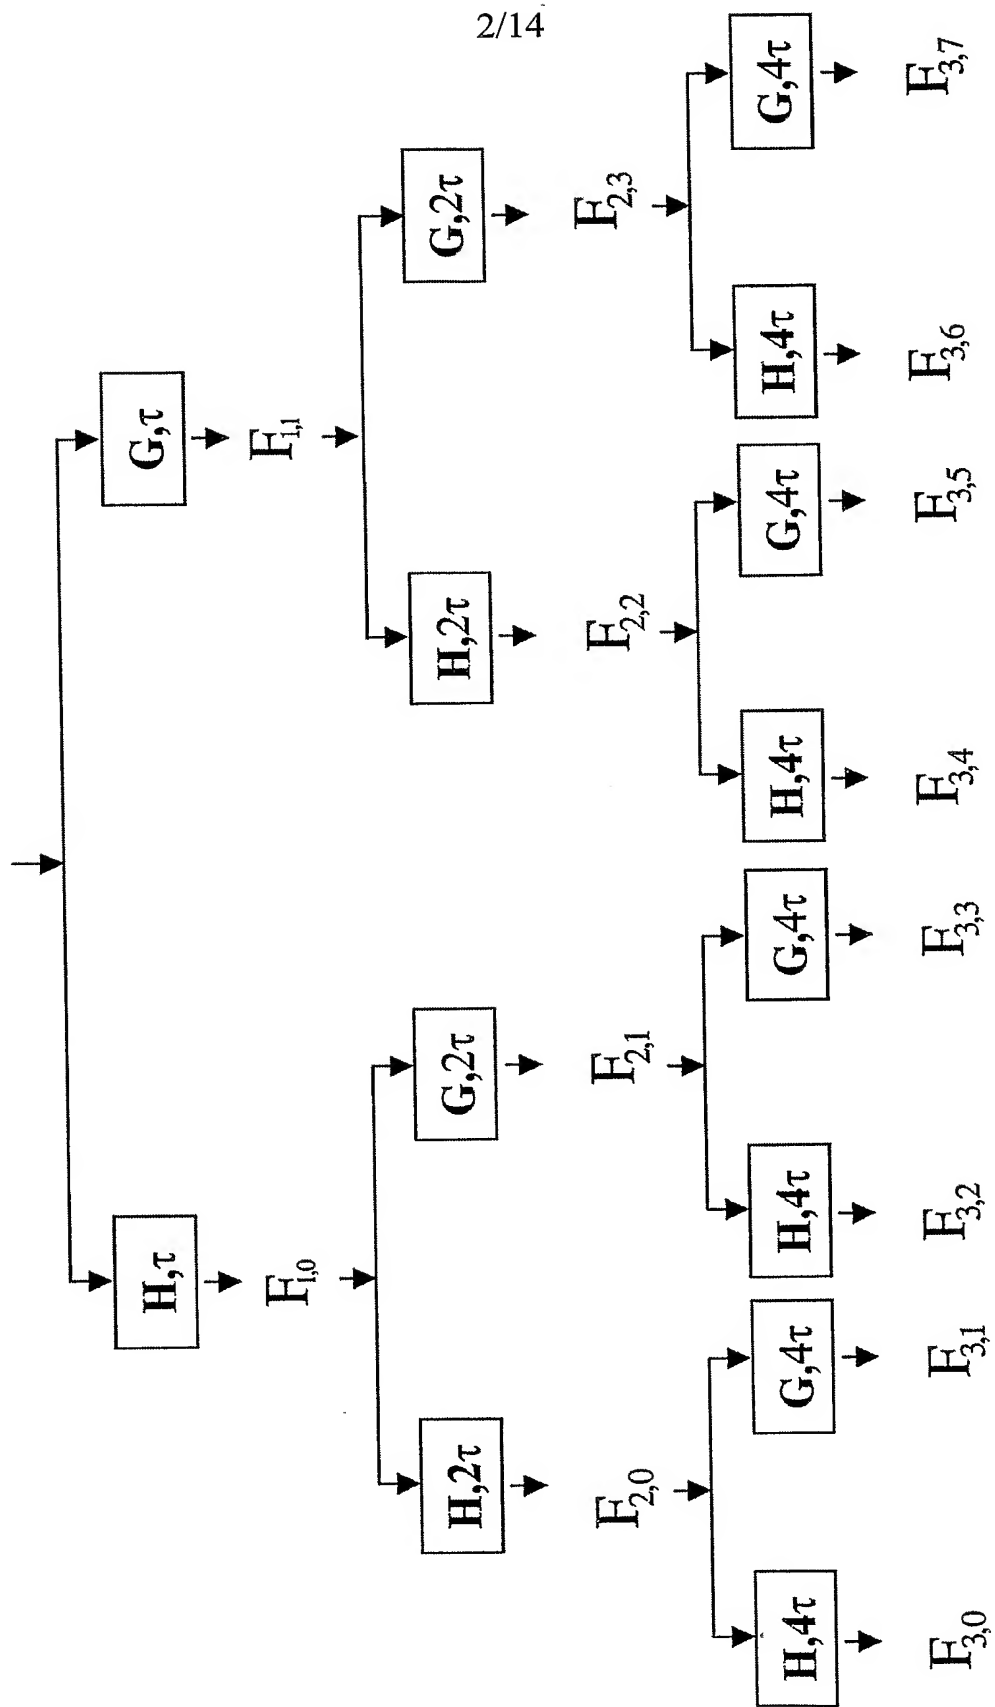 2/14
H,τ
G,τ
F1,0
F1,1
H,2τ
G,2τ
H,2τ
G,2τ
F2,0
F2,1
F2,2
F2,3
H,4τ
G,4τ
H,4τ
G,4τ
H,4τ
G,4τ
H,4τ
G,4τ
F3,0
F3,1
F3,2
F3,3
F3,4
F3,5
F3,6
F3,7